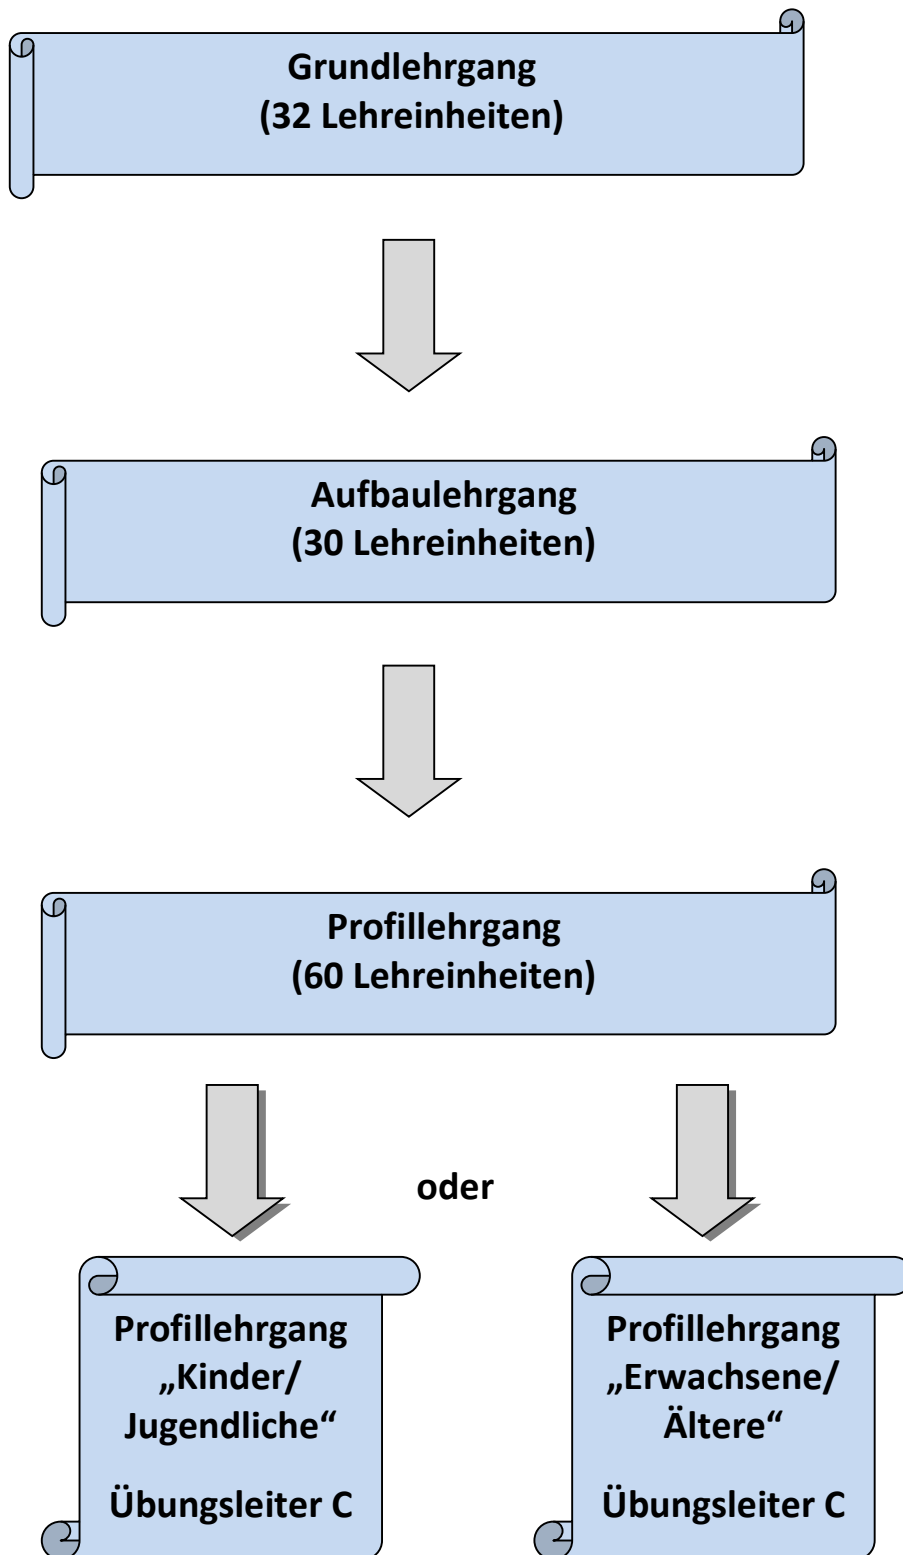 Grundlehrgang
(32 Lehreinheiten)
Aufbaulehrgang
(30 Lehreinheiten)
Profillehrgang
(60 Lehreinheiten)
oder
Profillehrgang
„Kinder/
Jugendliche“
Übungsleiter C
Profillehrgang
„Erwachsene/
Ältere“
Übungsleiter C